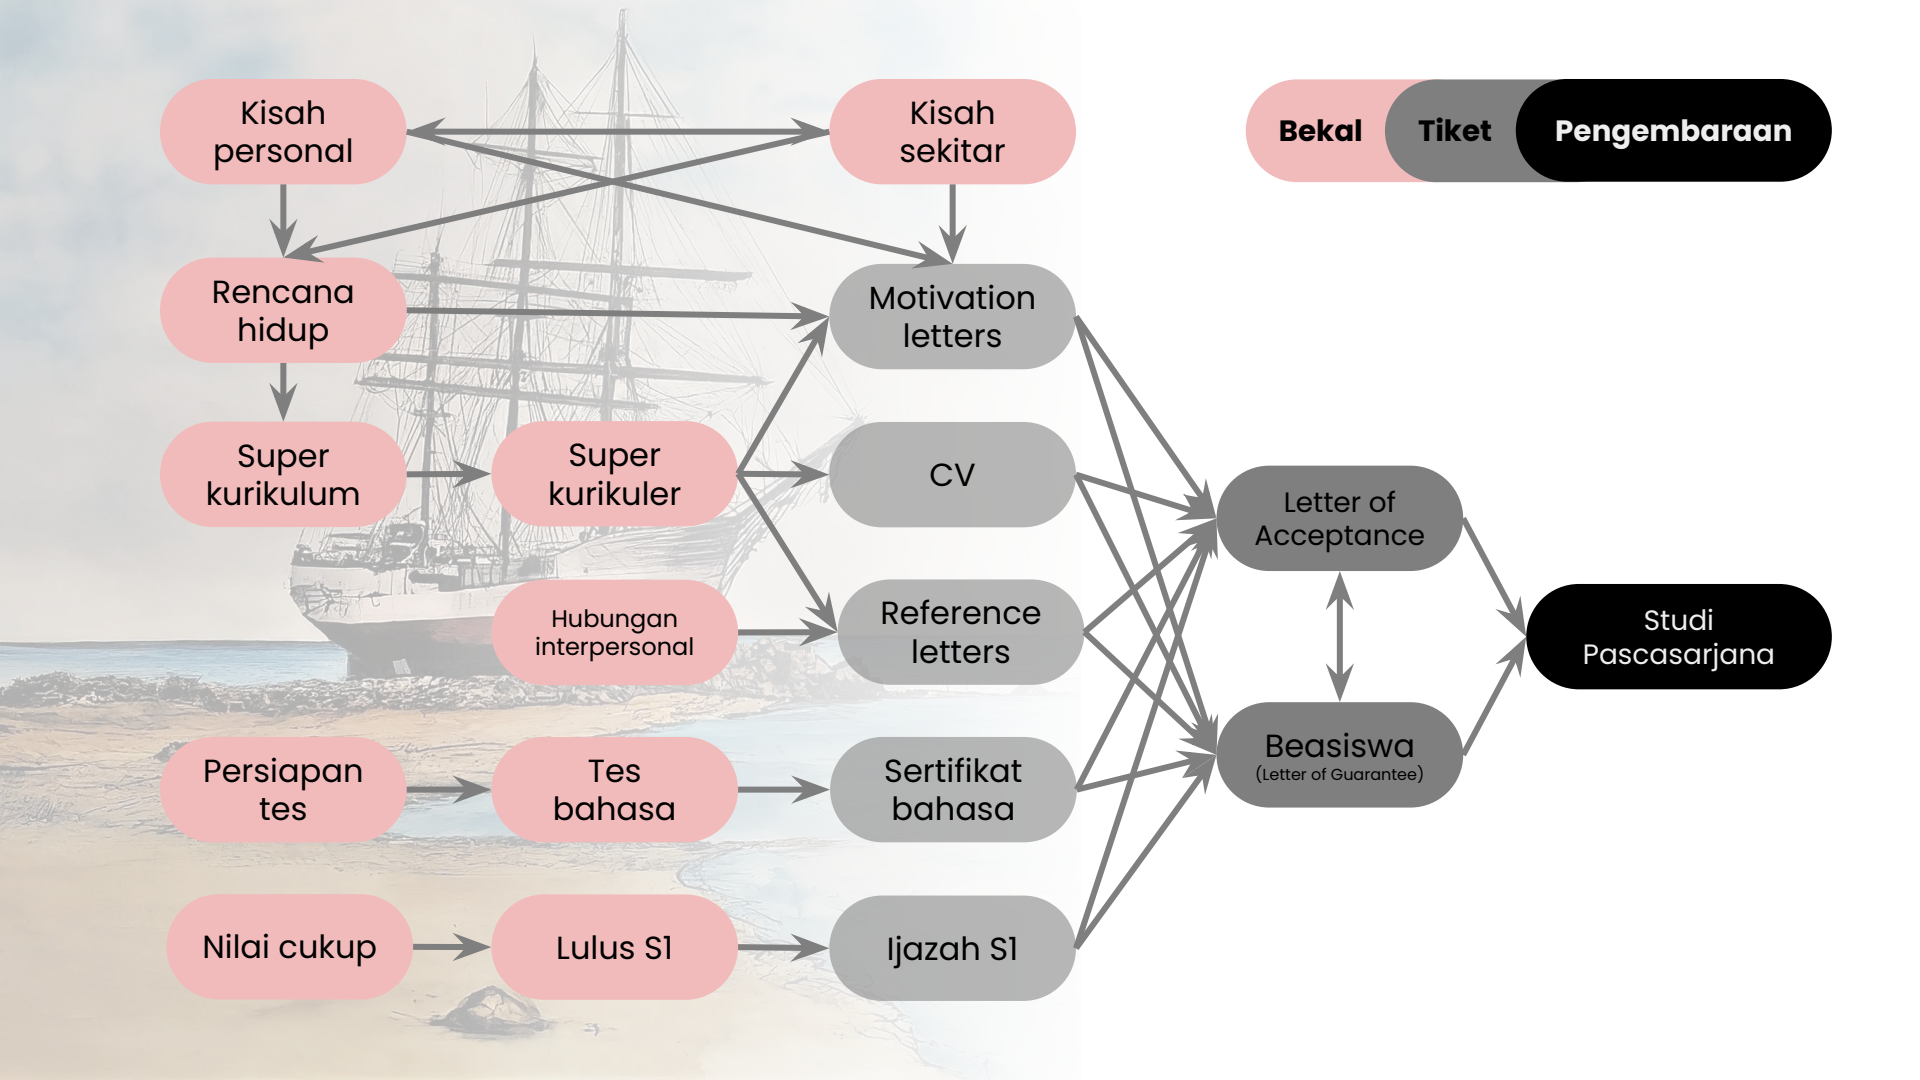 Kisah
personal
Kisah
sekitar
Bekal
Tiket
Pengembaraan
Rencana
hidup
Motivation
letters
Super
kurikulum
Super
kurikuler
CV
Letter of
Acceptance
Hubungan
interpersonal
Reference
letters
Studi
Pascasarjana
Persiapan
tes
Tes
bahasa
Sertifikat
bahasa
Beasiswa
(Letter of Guarantee)
Nilai cukup
Lulus S1
Ijazah S1